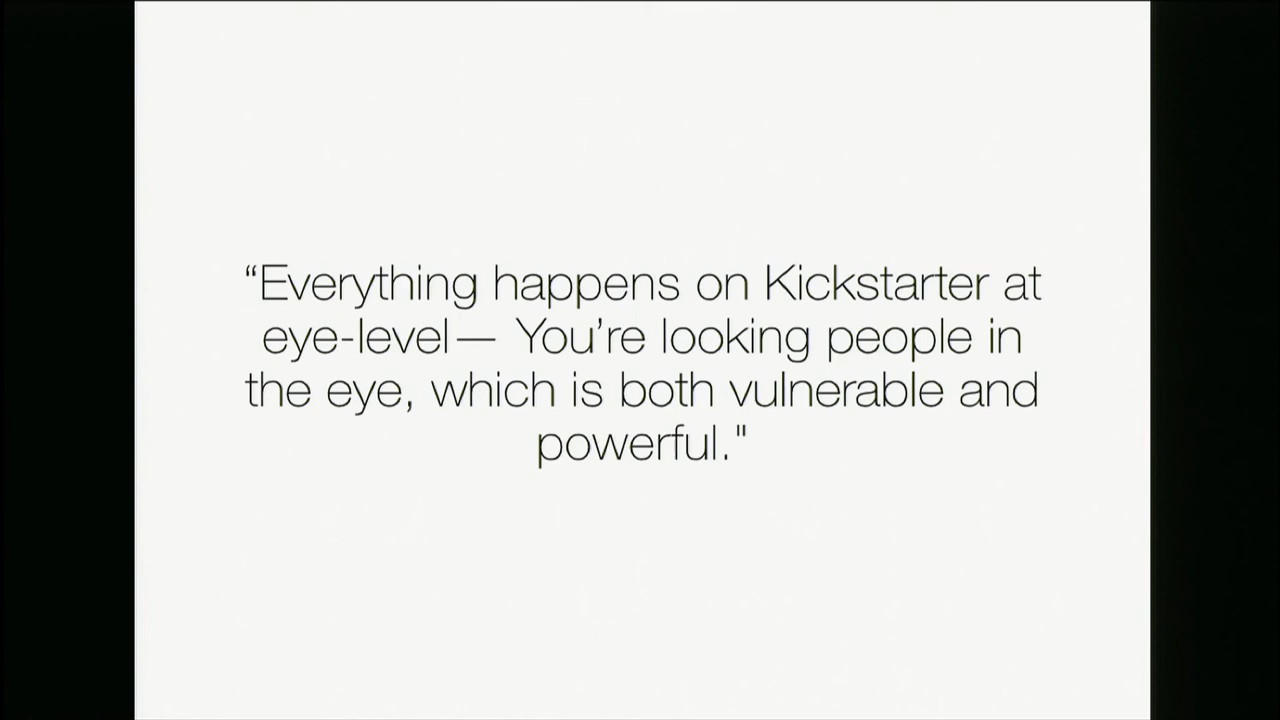 “Everything happens on Kickstarter at
eye-level— You’re looking people in
the eye, which is both vulnerable and
powerful."